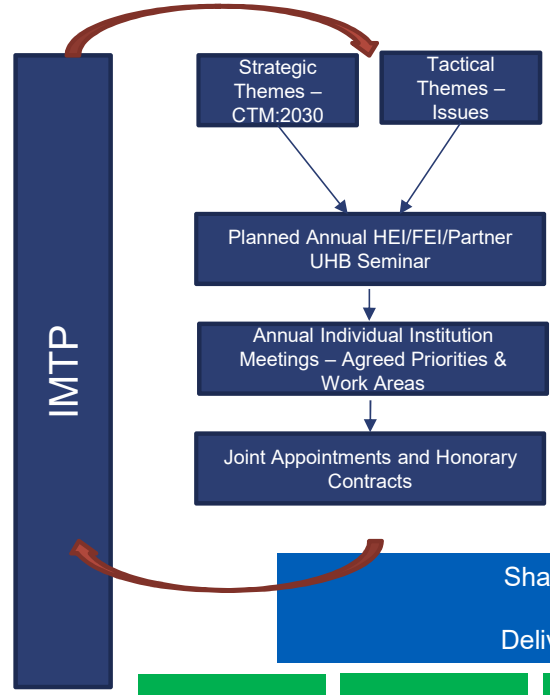 Strategic
Themes –
CTM:2030
Tactical
Themes –
Issues
Planned Annual HEI/FEI/Partner
UHB Seminar
IMTP
Annual Individual Institution
Meetings – Agreed Priorities &
Work Areas
Joint Appointments and Honorary
Contracts